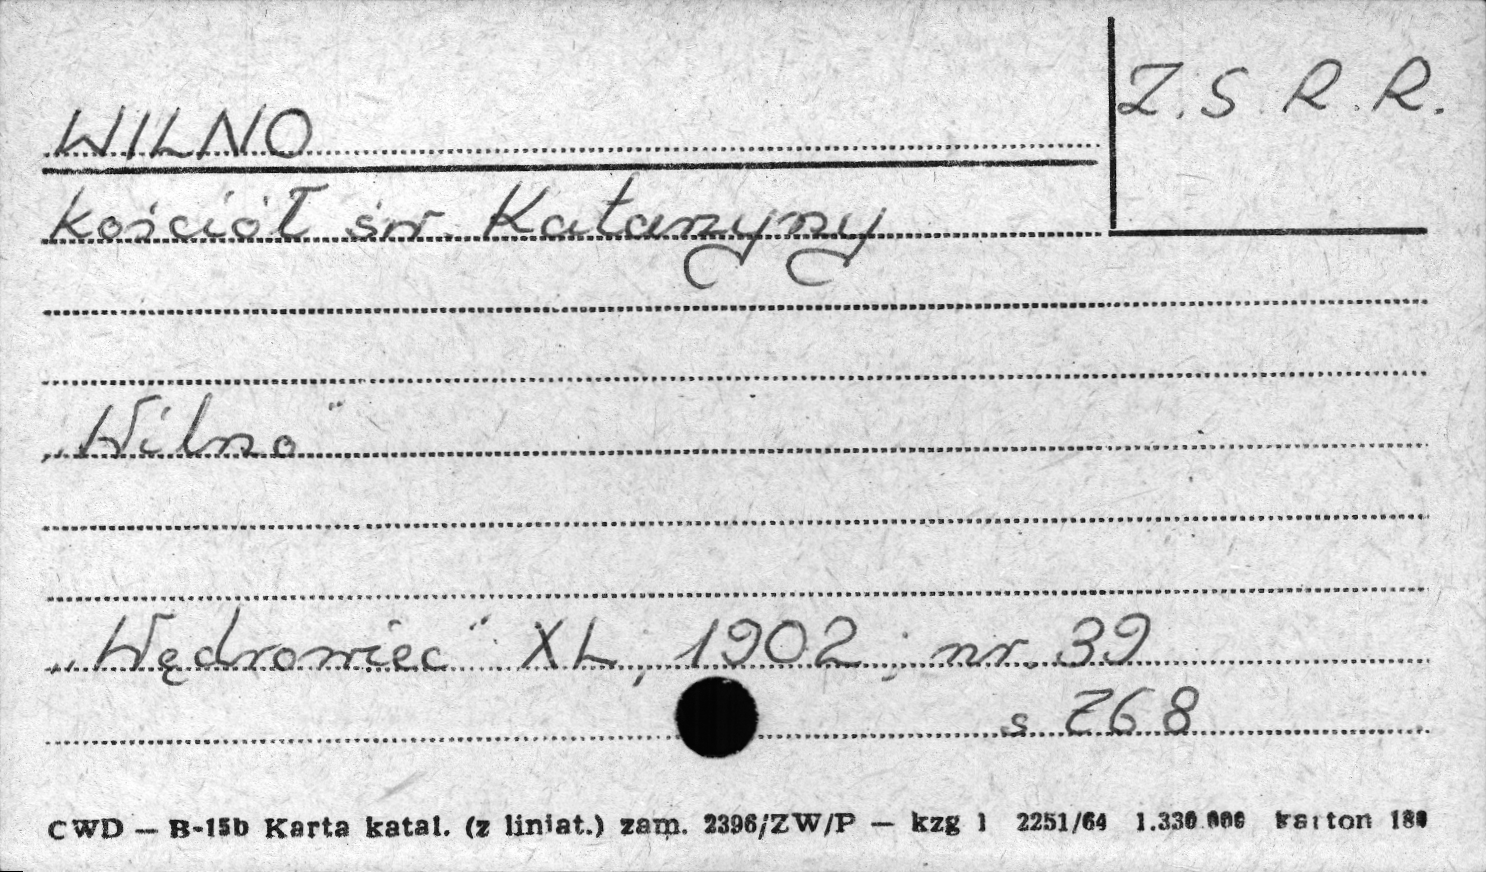 WILNO
Z.S.R.R.
kościół św. Katarzyny
„Wilno"
„Wędrowiec" XL, 1902, nr. 39
s 268
CWD — B-15b Karta katal. (z liniat.) zam. 2396/ZW/P — kzg 1 2251/64 1.330.000 karton 180